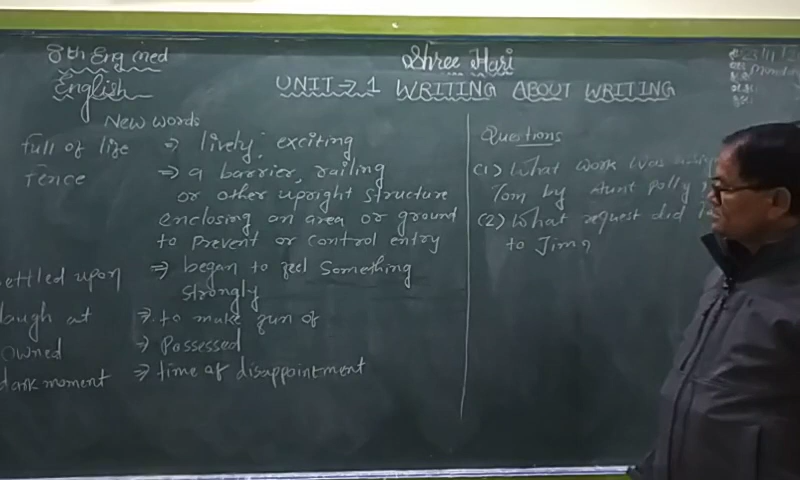 8th Eng med
Shree Hari
English
UNIT → 1 WRITING ABOUT WRITING
New words
full of life ⇒ lively; exciting
Fence ⇒ a barrier, railing
or other upright structure
enclosing an area or ground
to prevent or control entry
ettled upon ⇒ began to feel something
strongly
laugh at ⇒ to make fun of
owned ⇒ Possessed
dark moment ⇒ time of disappointment
Questions
(1) What work was
Tom by Aunt Polly
(2) What request did
to Jim?